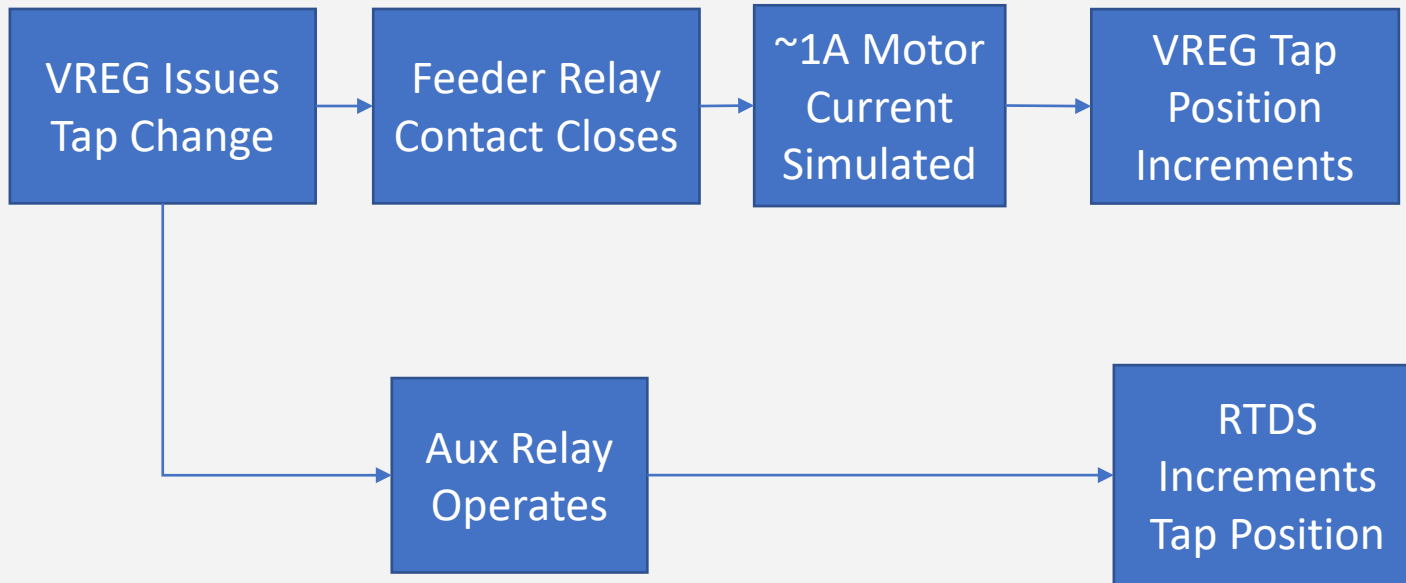 VREG Issues
Tap Change
Feeder Relay
Contact Closes
~1A Motor
Current
Simulated
VREG Tap
Position
Increments
Aux Relay
Operates
RTDS
Increments
Tap Position